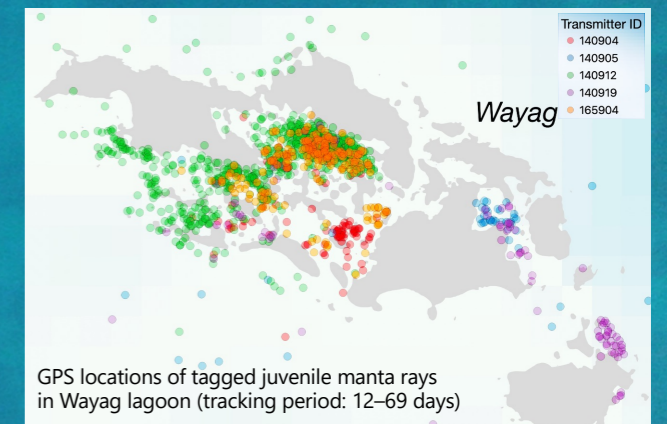 Transmitter ID
140904
140905
140912
140919
165904
Wayag
GPS locations of tagged juvenile manta rays
in Wayag lagoon (tracking period: 12–69 days)